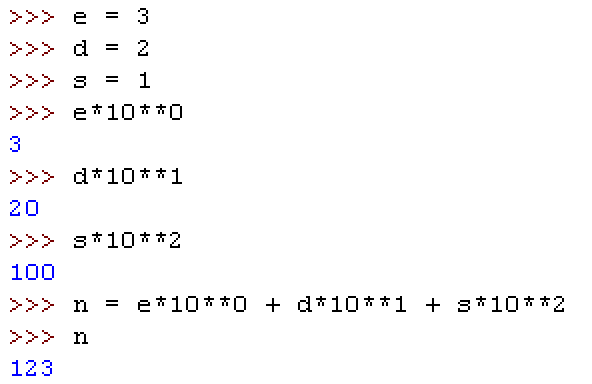 >>> e = 3
>>> d = 2
>>> s = 1
>>> e*10**0
3
>>> d*10**1
20
>>> s*10**2
100
>>> n = e*10**0 + d*10**1 + s*10**2
>>> n
123